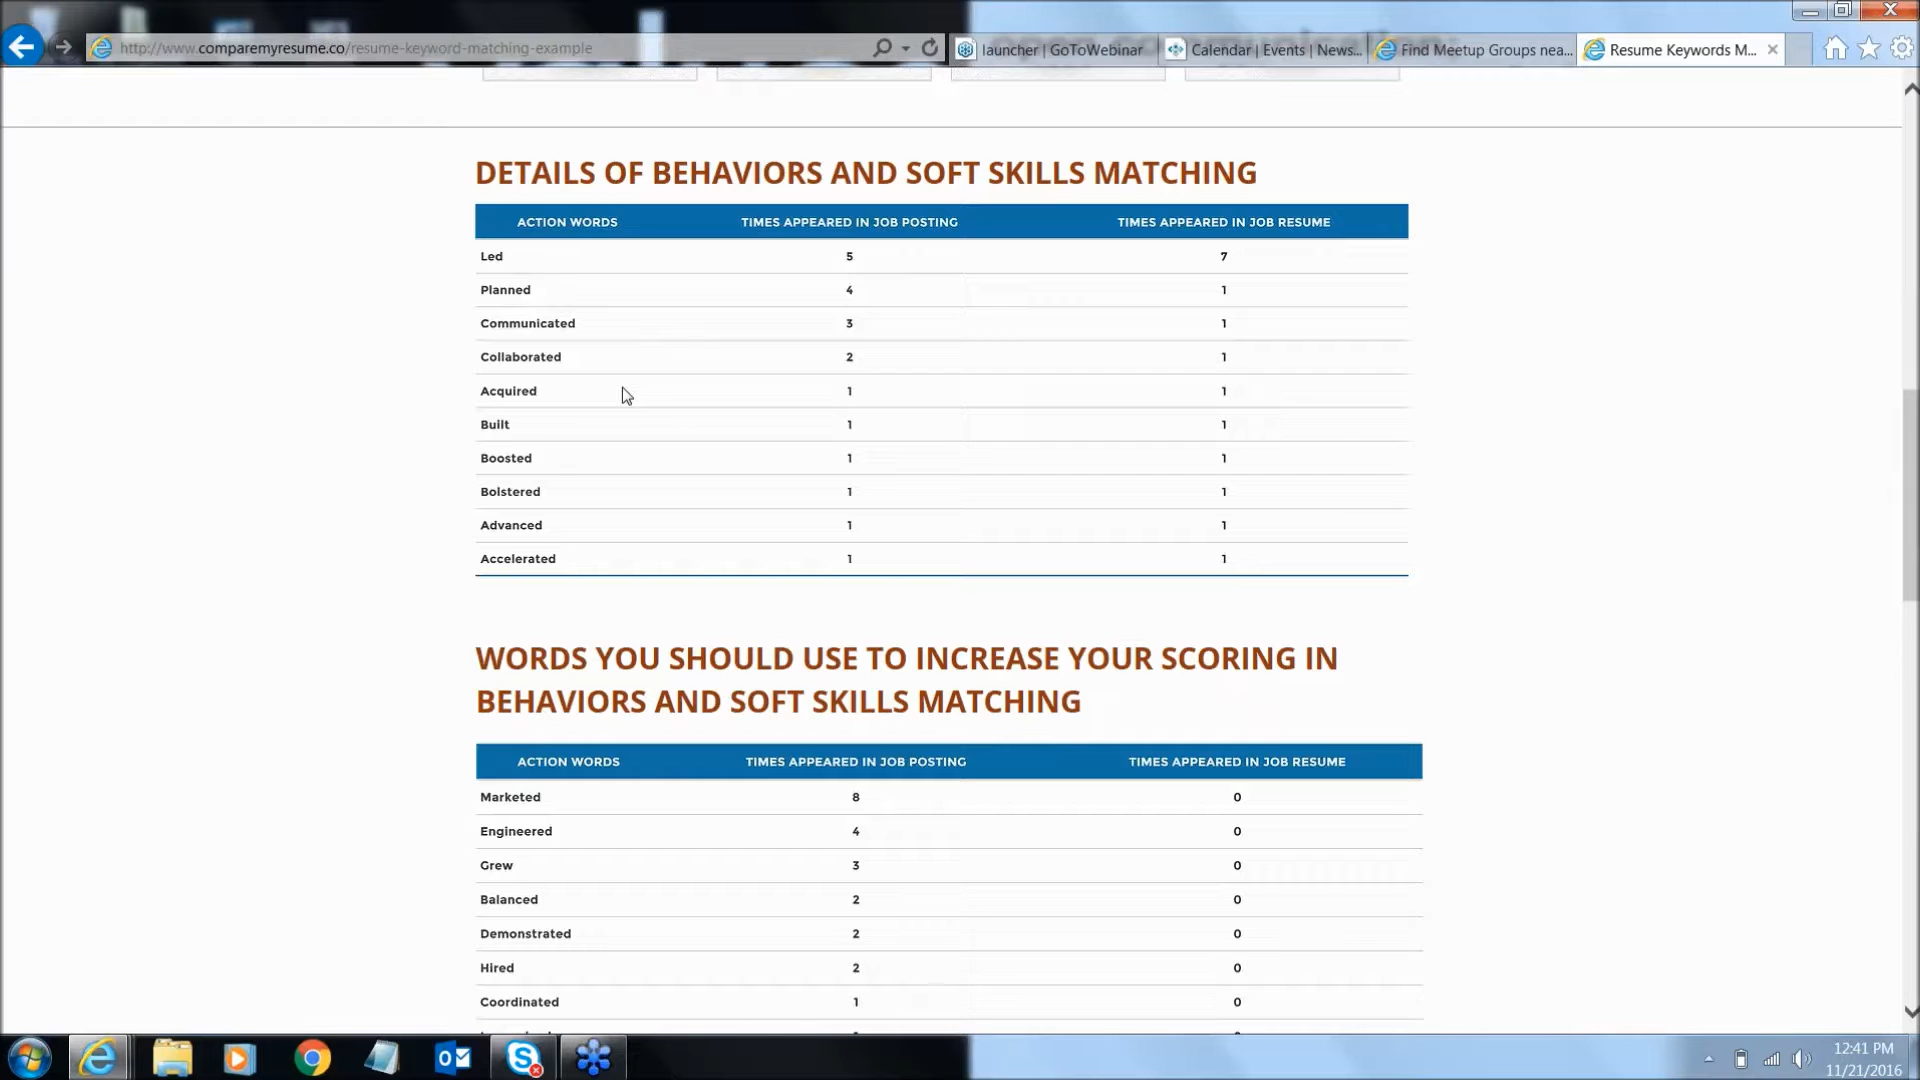 http://www.comparemyresume.co/resume-keyword-matching-example
launcher | GoToWebinar
Calendar | Events | News...
Find Meetup Groups nea...
Resume Keywords M...
DETAILS OF BEHAVIORS AND SOFT SKILLS MATCHING
ACTION WORDS TIMES APPEARED IN JOB POSTING TIMES APPEARED IN JOB RESUME
Led 5 7
Planned 4 1
Communicated 3 1
Collaborated 2 1
Acquired 1 1
Built 1 1
Boosted 1 1
Bolstered 1 1
Advanced 1 1
Accelerated 1 1
WORDS YOU SHOULD USE TO INCREASE YOUR SCORING IN
BEHAVIORS AND SOFT SKILLS MATCHING
ACTION WORDS TIMES APPEARED IN JOB POSTING TIMES APPEARED IN JOB RESUME
Marketed 8 0
Engineered 4 0
Grew 3 0
Balanced 2 0
Demonstrated 2 0
Hired 2 0
Coordinated 1 0
12:41 PM
11/21/2016